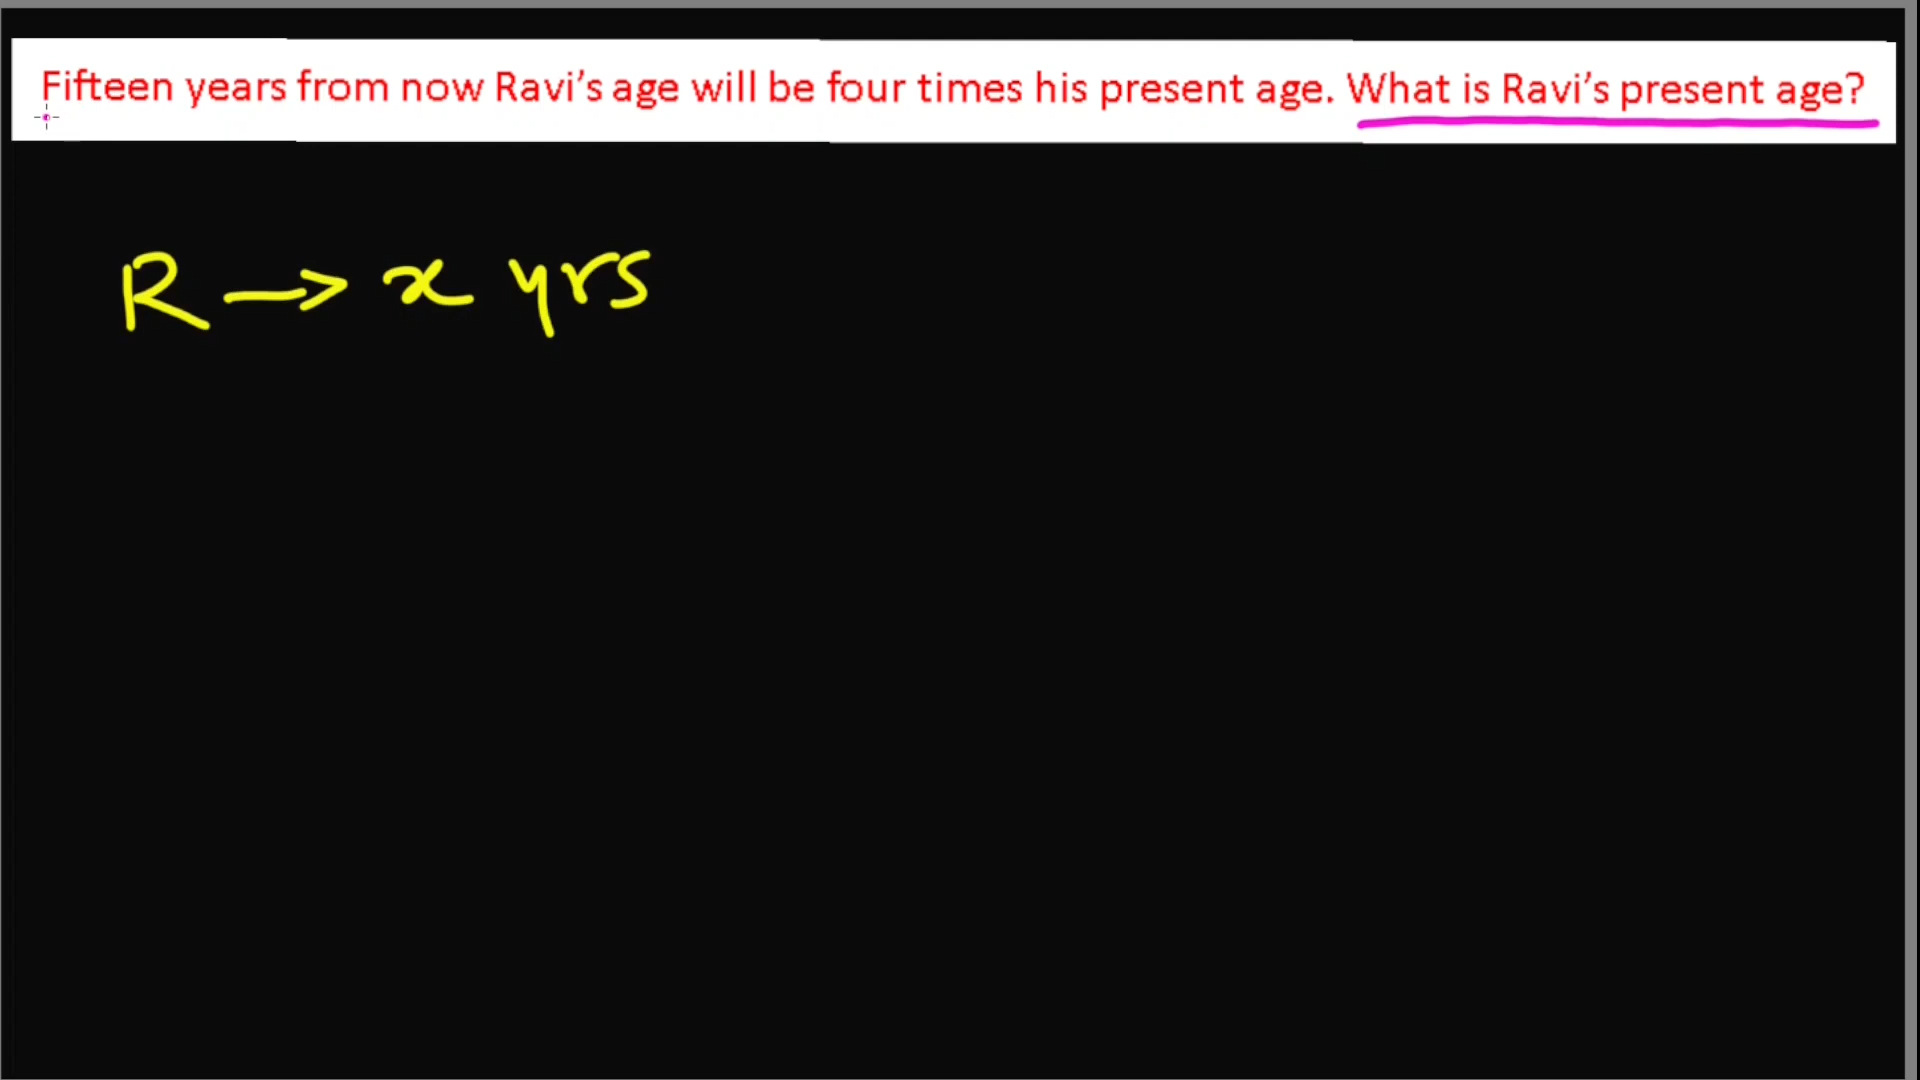 Fifteen years from now Ravi’s age will be four times his present age. What is Ravi’s present age?
R → x yrs